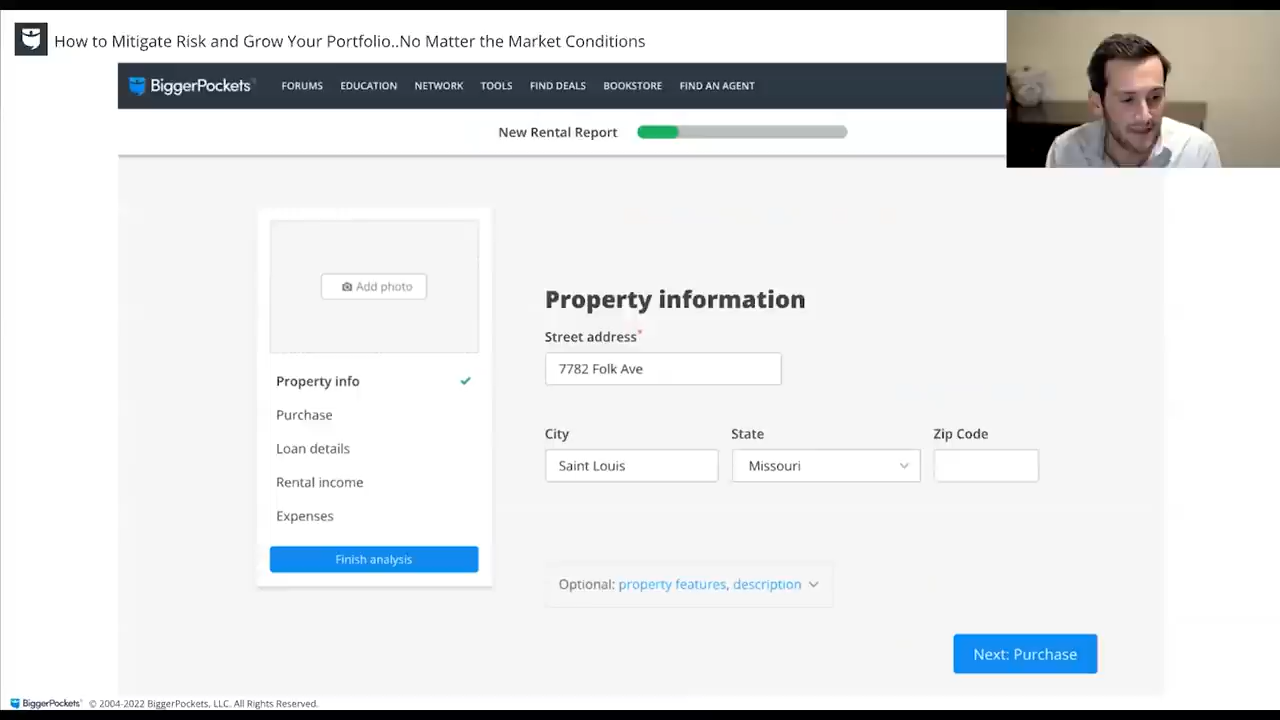 How to Mitigate Risk and Grow Your Portfolio..No Matter the Market Conditions
BiggerPockets® FORUMS EDUCATION NETWORK TOOLS FIND DEALS BOOKSTORE FIND AN AGENT
New Rental Report
Add photo
Property info
Purchase
Loan details
Rental income
Expenses
Finish analysis
Property information
Street address*
7782 Folk Ave
City State Zip Code
Saint Louis Missouri
Optional: property features, description
Next: Purchase
BiggerPockets® © 2004-2022 BiggerPockets, LLC. All Rights Reserved.